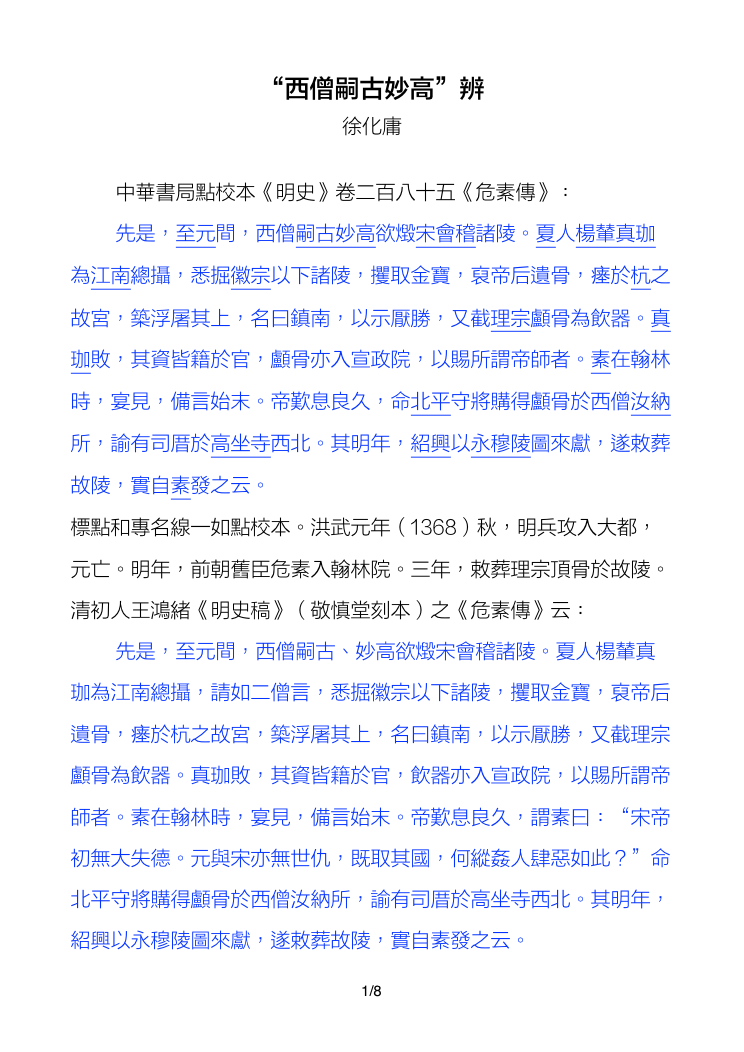 “西僧嗣古妙高”辨
徐化庸
中華書局點校本《明史》卷二百八十五《危素傳》：
先是，至元間，西僧嗣古妙高欲燬宋會稽諸陵。夏人楊輦真珈
為江南總攝，悉掘徽宗以下諸陵，攫取金寶，裒帝后遺骨，瘞於杭之
故宮，築浮屠其上，名曰鎮南，以示厭勝，又截理宗顱骨為飲器。真
珈敗，其資皆籍於官，顱骨亦入宣政院，以賜所謂帝師者。素在翰林
時，宴見，備言始末。帝歎息良久，命北平守將購得顱骨於西僧汝納
所，諭有司厝於高坐寺西北。其明年，紹興以永穆陵圖來獻，遂敕葬
故陵，實自素發之云。
標點和專名線一如點校本。洪武元年（1368）秋，明兵攻入大都，
元亡。明年，前朝舊臣危素入翰林院。三年，敕葬理宗頂骨於故陵。
清初人王鴻緒《明史稿》（敬慎堂刻本）之《危素傳》云：
先是，至元間，西僧嗣古、妙高欲燬宋會稽諸陵。夏人楊輦真
珈為江南總攝，請如二僧言，悉掘徽宗以下諸陵，攫取金寶，裒帝后
遺骨，瘞於杭之故宮，築浮屠其上，名曰鎮南，以示厭勝，又截理宗
顱骨為飲器。真珈敗，其資皆籍於官，飲器亦入宣政院，以賜所謂帝
師者。素在翰林時，宴見，備言始末。帝歎息良久，謂素曰：“宋帝
初無大失德。元與宋亦無世仇，既取其國，何縱姦人肆惡如此？”命
北平守將購得顱骨於西僧汝納所，諭有司厝於高坐寺西北。其明年，
紹興以永穆陵圖來獻，遂敕葬故陵，實自素發之云。
1/8